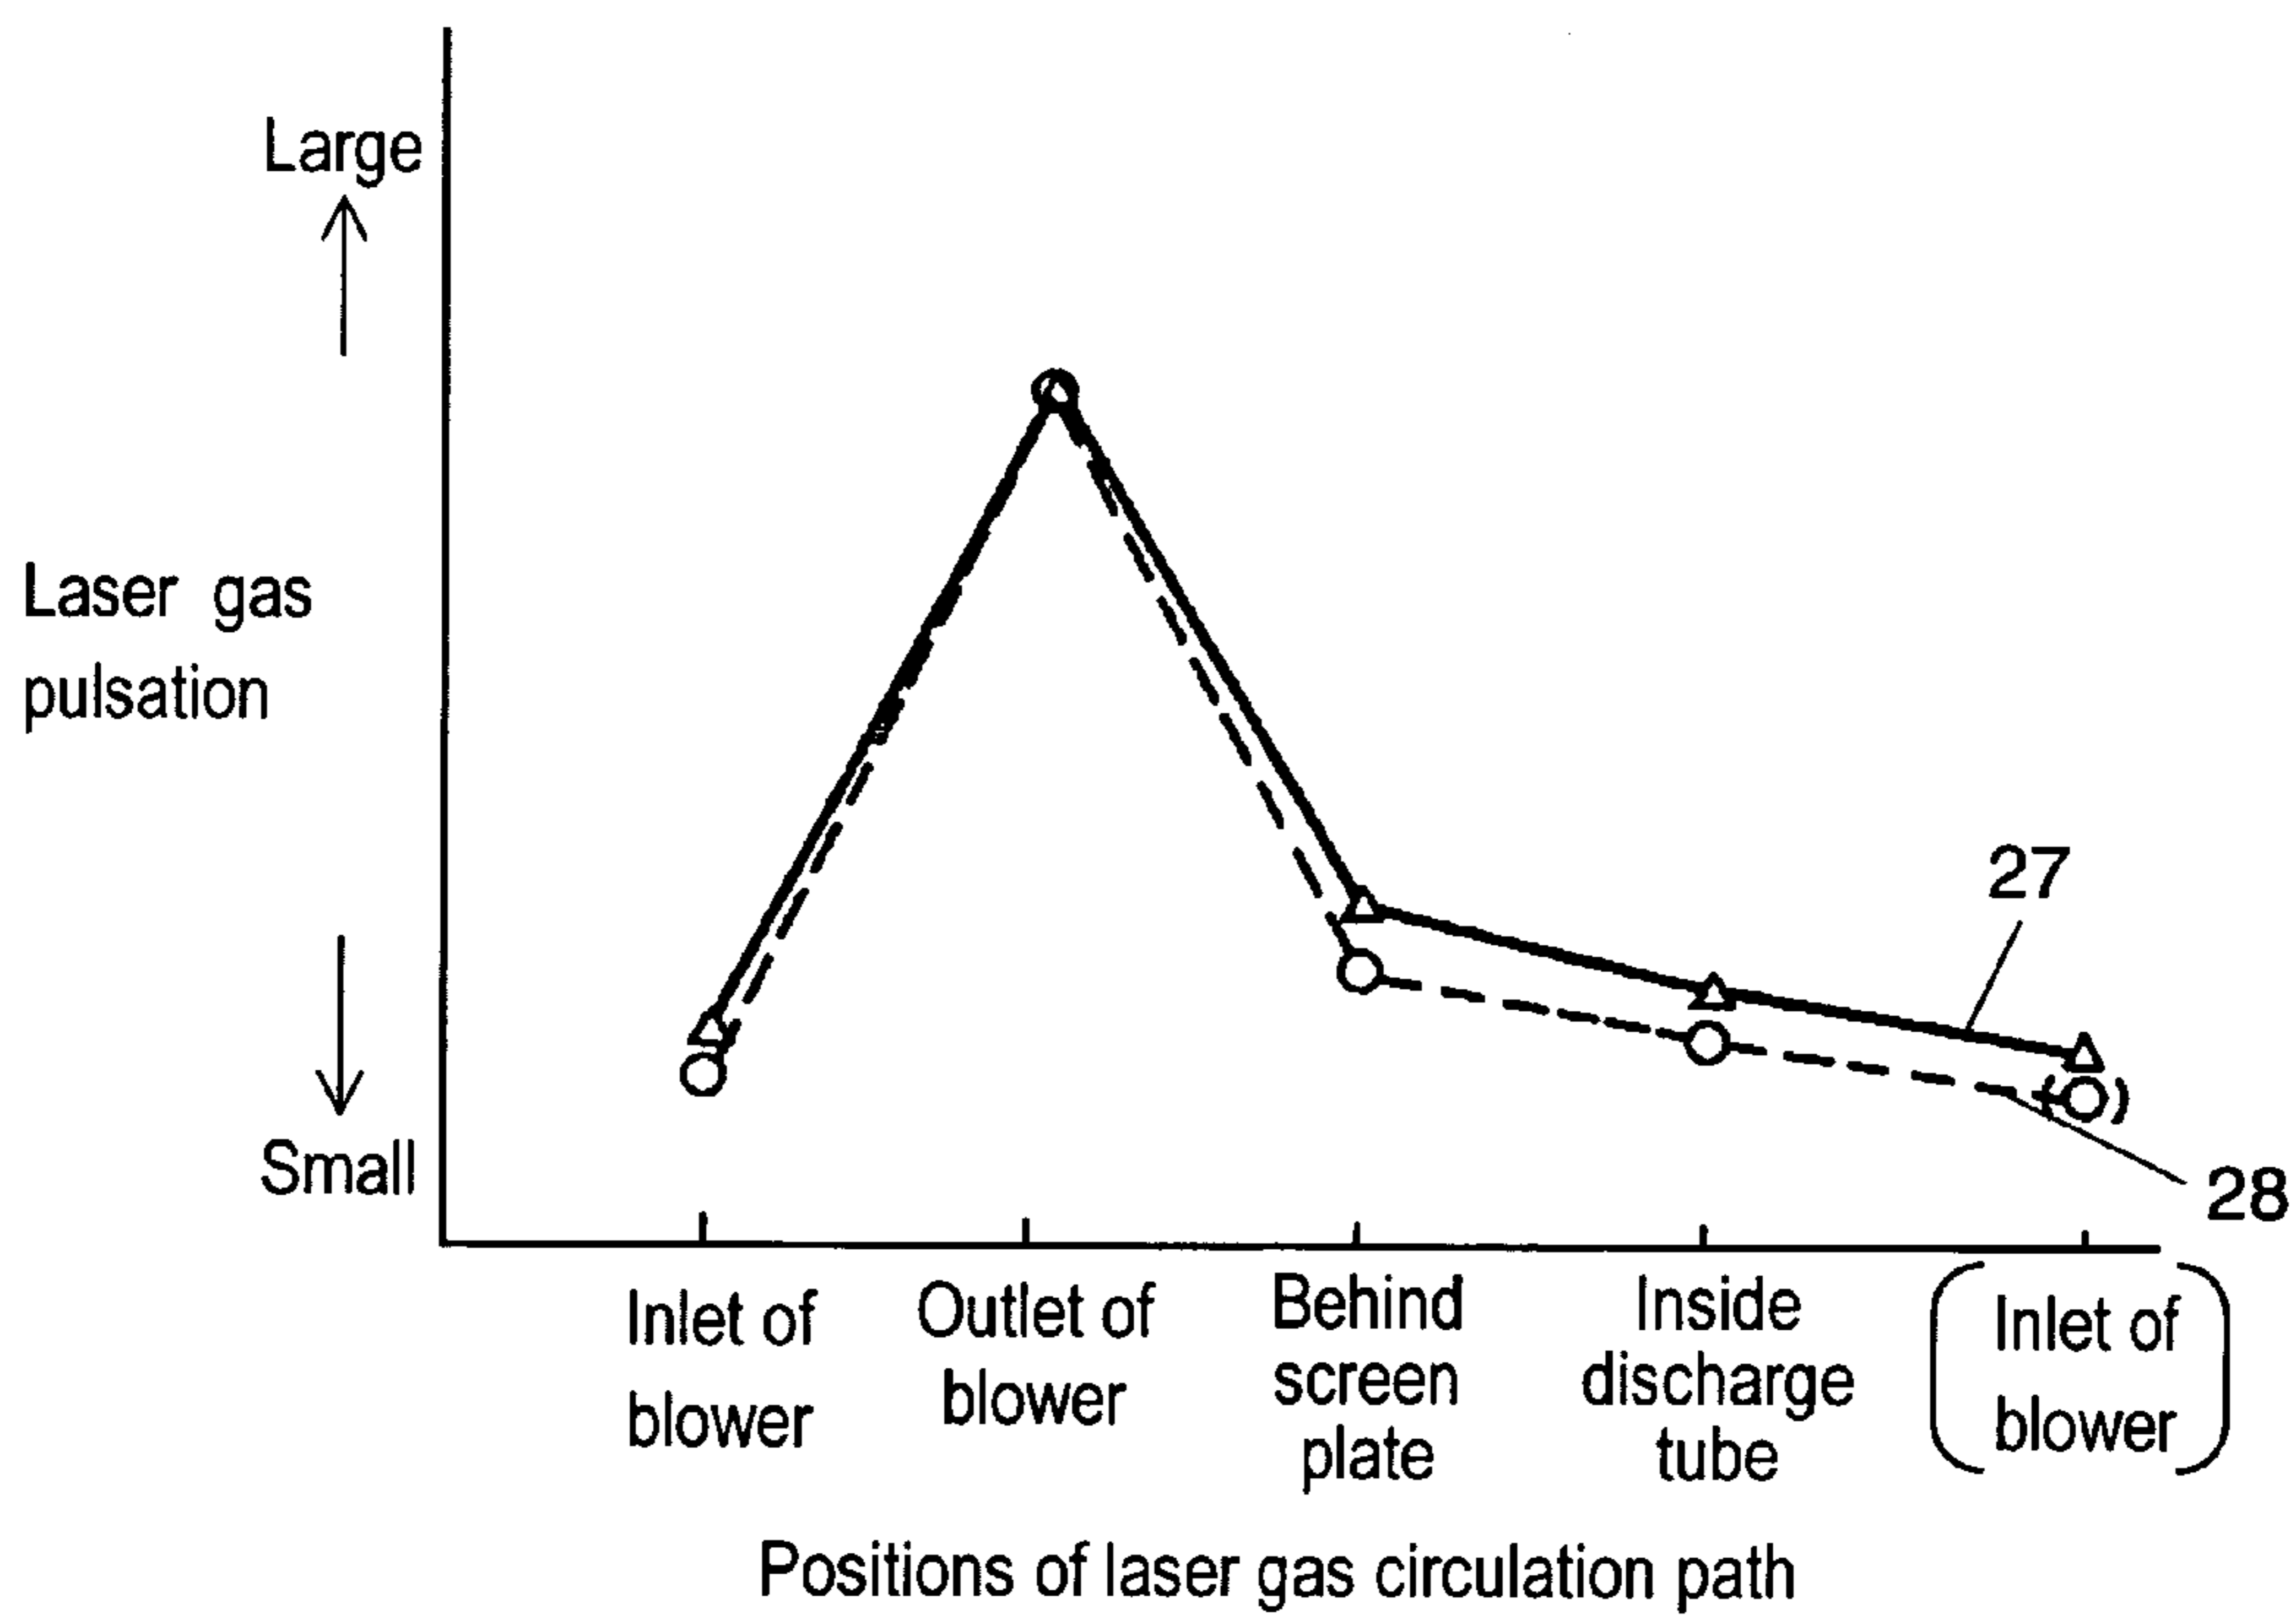 Large
Laser gas
pulsation
Small
27
28
Inlet of
blower
Outlet of
blower
Behind
screen
plate
Inside
discharge
tube
Inlet of
blower
Positions of laser gas circulation path